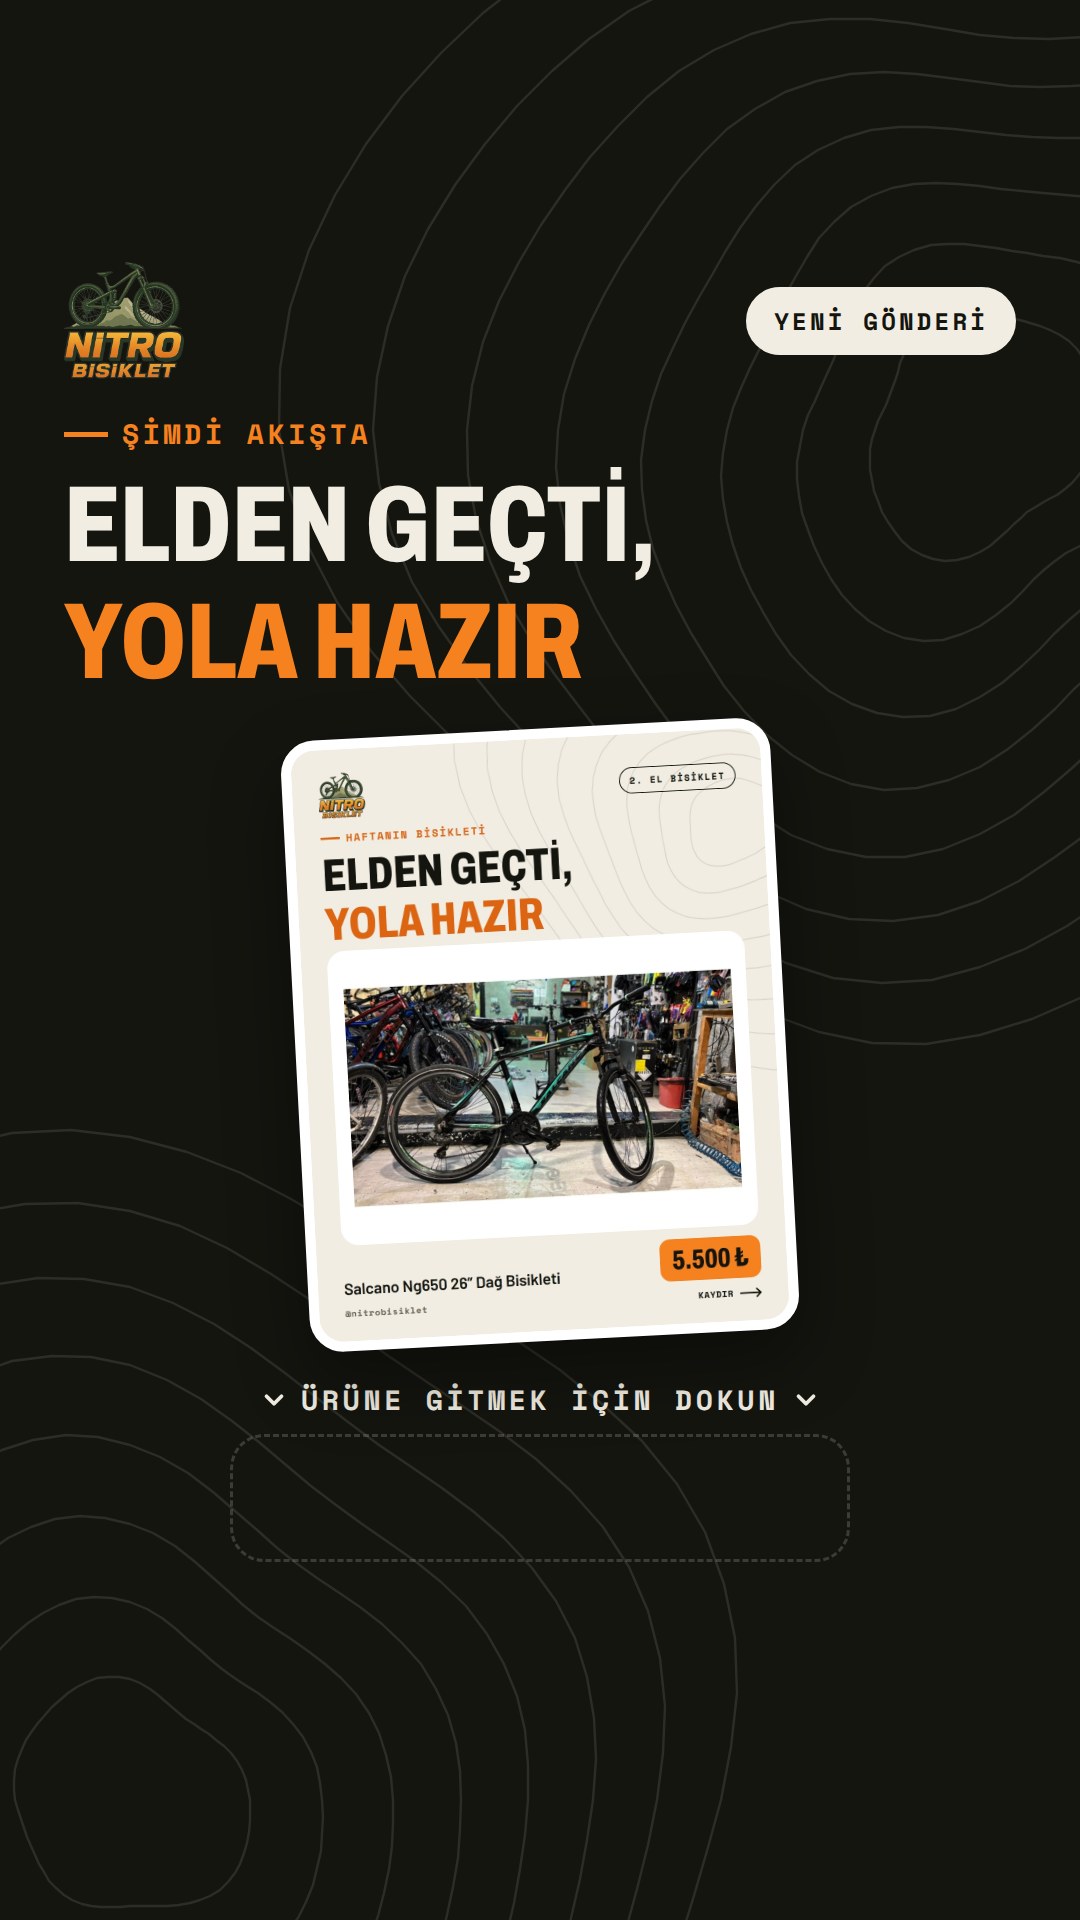 NiTRO
BiSiKLET
YENİ GÖNDERİ
ŞİMDİ AKIŞTA
ELDEN GEÇTİ,
YOLA HAZIR
NiTRO
BiSiKLET
2. EL BİSİKLET
HAFTANIN BİSİKLETİ
ELDEN GEÇTİ,
YOLA HAZIR
5.500 ₺
Salcano Ng650 26" Dağ Bisikleti
KAYDIR
@nitrobisiklet
ÜRÜNE GİTMEK İÇİN DOKUN